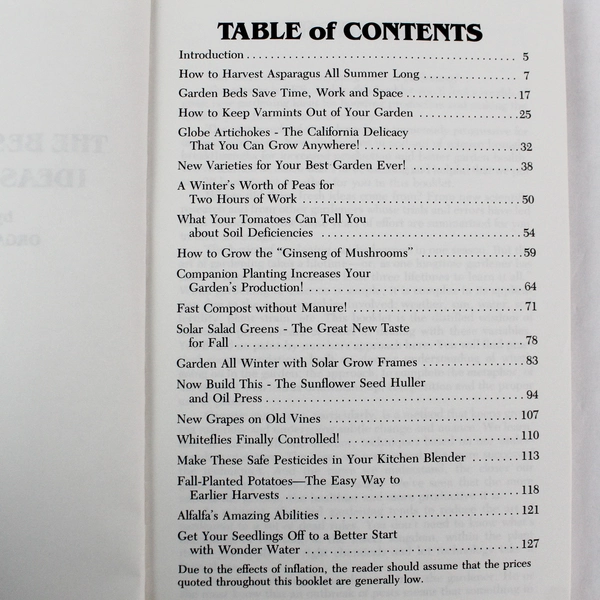 TABLE of CONTENTS
Introduction . . . . . . . . . . . . . . . . . . . . . . . . . . . . . . . . . . . . . . . . 5
How to Harvest Asparagus All Summer Long . . . . . . . . . . . . . . 7
Garden Beds Save Time, Work and Space . . . . . . . . . . . . . . . . 17
How to Keep Varmints Out of Your Garden . . . . . . . . . . . . . . . 25
Globe Artichokes - The California Delicacy
That You Can Grow Anywhere! . . . . . . . . . . . . . . . . . . . . . . 32
New Varieties for Your Best Garden Ever! . . . . . . . . . . . . . . . . 38
A Winter's Worth of Peas for
Two Hours of Work . . . . . . . . . . . . . . . . . . . . . . . . . . . . . . 50
What Your Tomatoes Can Tell You
about Soil Deficiencies . . . . . . . . . . . . . . . . . . . . . . . . . . . . 54
How to Grow the "Ginseng of Mushrooms" . . . . . . . . . . . . . . . 59
Companion Planting Increases Your
Garden's Production! . . . . . . . . . . . . . . . . . . . . . . . . . . . . . 64
Fast Compost without Manure! . . . . . . . . . . . . . . . . . . . . . . . . 71
Solar Salad Greens - The Great New Taste
for Fall . . . . . . . . . . . . . . . . . . . . . . . . . . . . . . . . . . . . . . . . 78
Garden All Winter with Solar Grow Frames . . . . . . . . . . . . . . . 83
Now Build This - The Sunflower Seed Huller
and Oil Press . . . . . . . . . . . . . . . . . . . . . . . . . . . . . . . . . . . 94
New Grapes on Old Vines . . . . . . . . . . . . . . . . . . . . . . . . . . . 107
Whiteflies Finally Controlled! . . . . . . . . . . . . . . . . . . . . . . . . 110
Make These Safe Pesticides in Your Kitchen Blender . . . . . . . . 113
Fall-Planted Potatoes—The Easy Way to
Earlier Harvests . . . . . . . . . . . . . . . . . . . . . . . . . . . . . . . . 118
Alfalfa's Amazing Abilities . . . . . . . . . . . . . . . . . . . . . . . . . . 121
Get Your Seedlings Off to a Better Start
with Wonder Water . . . . . . . . . . . . . . . . . . . . . . . . . . . . . . 127
Due to the effects of inflation, the reader should assume that the prices
quoted throughout this booklet are generally low.